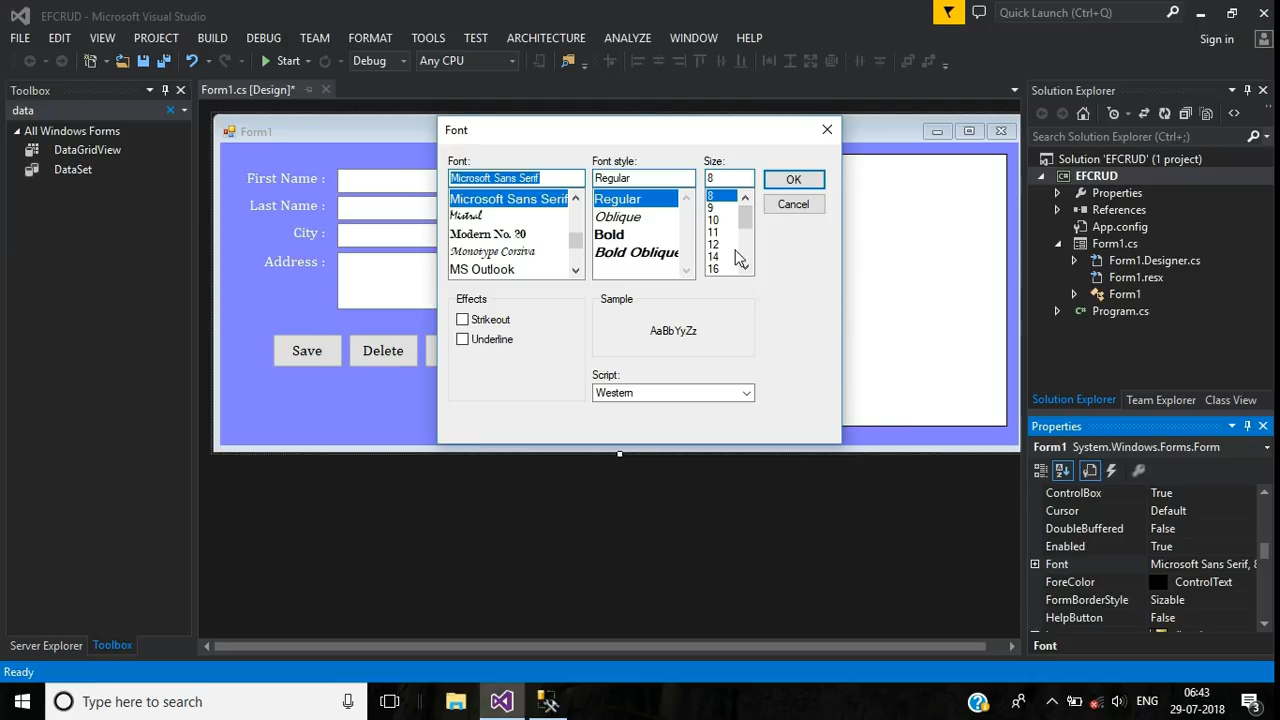 EFCRUD - Microsoft Visual Studio
Quick Launch (Ctrl+Q)
FILE EDIT VIEW PROJECT BUILD DEBUG TEAM FORMAT TOOLS TEST ARCHITECTURE ANALYZE WINDOW HELP
Sign in
Start Debug Any CPU
Toolbox
data
All Windows Forms
DataGridView
DataSet
Server Explorer Toolbox
Form1.cs [Design]*
Form1
First Name :
Last Name :
City :
Address :
Save Delete
Font
Font: Font style: Size:
Microsoft Sans Serif Regular 8
OK
Cancel
Microsoft Sans Serif
Mistral
Modern No. 20
Monotype Corsiva
MS Outlook
Regular
Oblique
Bold
Bold Oblique
8
9
10
11
12
14
16
Effects
Strikeout
Underline
Sample
AaBbYyZz
Script:
Western
Solution Explorer
Search Solution Explorer (Ctrl+;)
Solution 'EFCRUD' (1 project)
EFCRUD
Properties
References
App.config
Form1.cs
Form1.Designer.cs
Form1.resx
Form1
Program.cs
Solution Explorer Team Explorer Class View
Properties
Form1 System.Windows.Forms.Form
ControlBox True
Cursor Default
DoubleBuffered False
Enabled True
Font Microsoft Sans Serif, 8
ForeColor ControlText
FormBorderStyle Sizable
HelpButton False
Font
Ready
Type here to search
ENG
06:43
29-07-2018
3